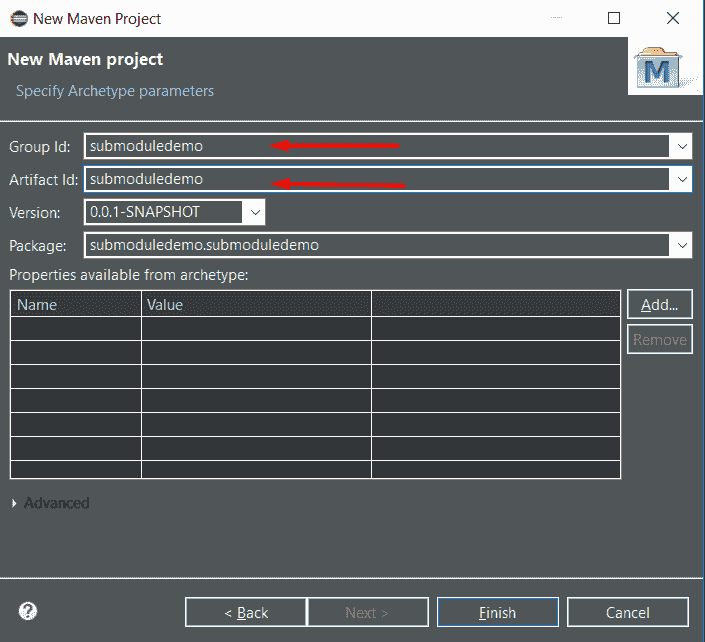 New Maven Project
New Maven project
Specify Archetype parameters
M
Group Id: submoduledemo
Artifact Id: submoduledemo
Version: 0.0.1-SNAPSHOT
Package: submoduledemo.submoduledemo
Properties available from archetype:
Name Value
Add...
Remove
Advanced
? < Back Next > Finish Cancel